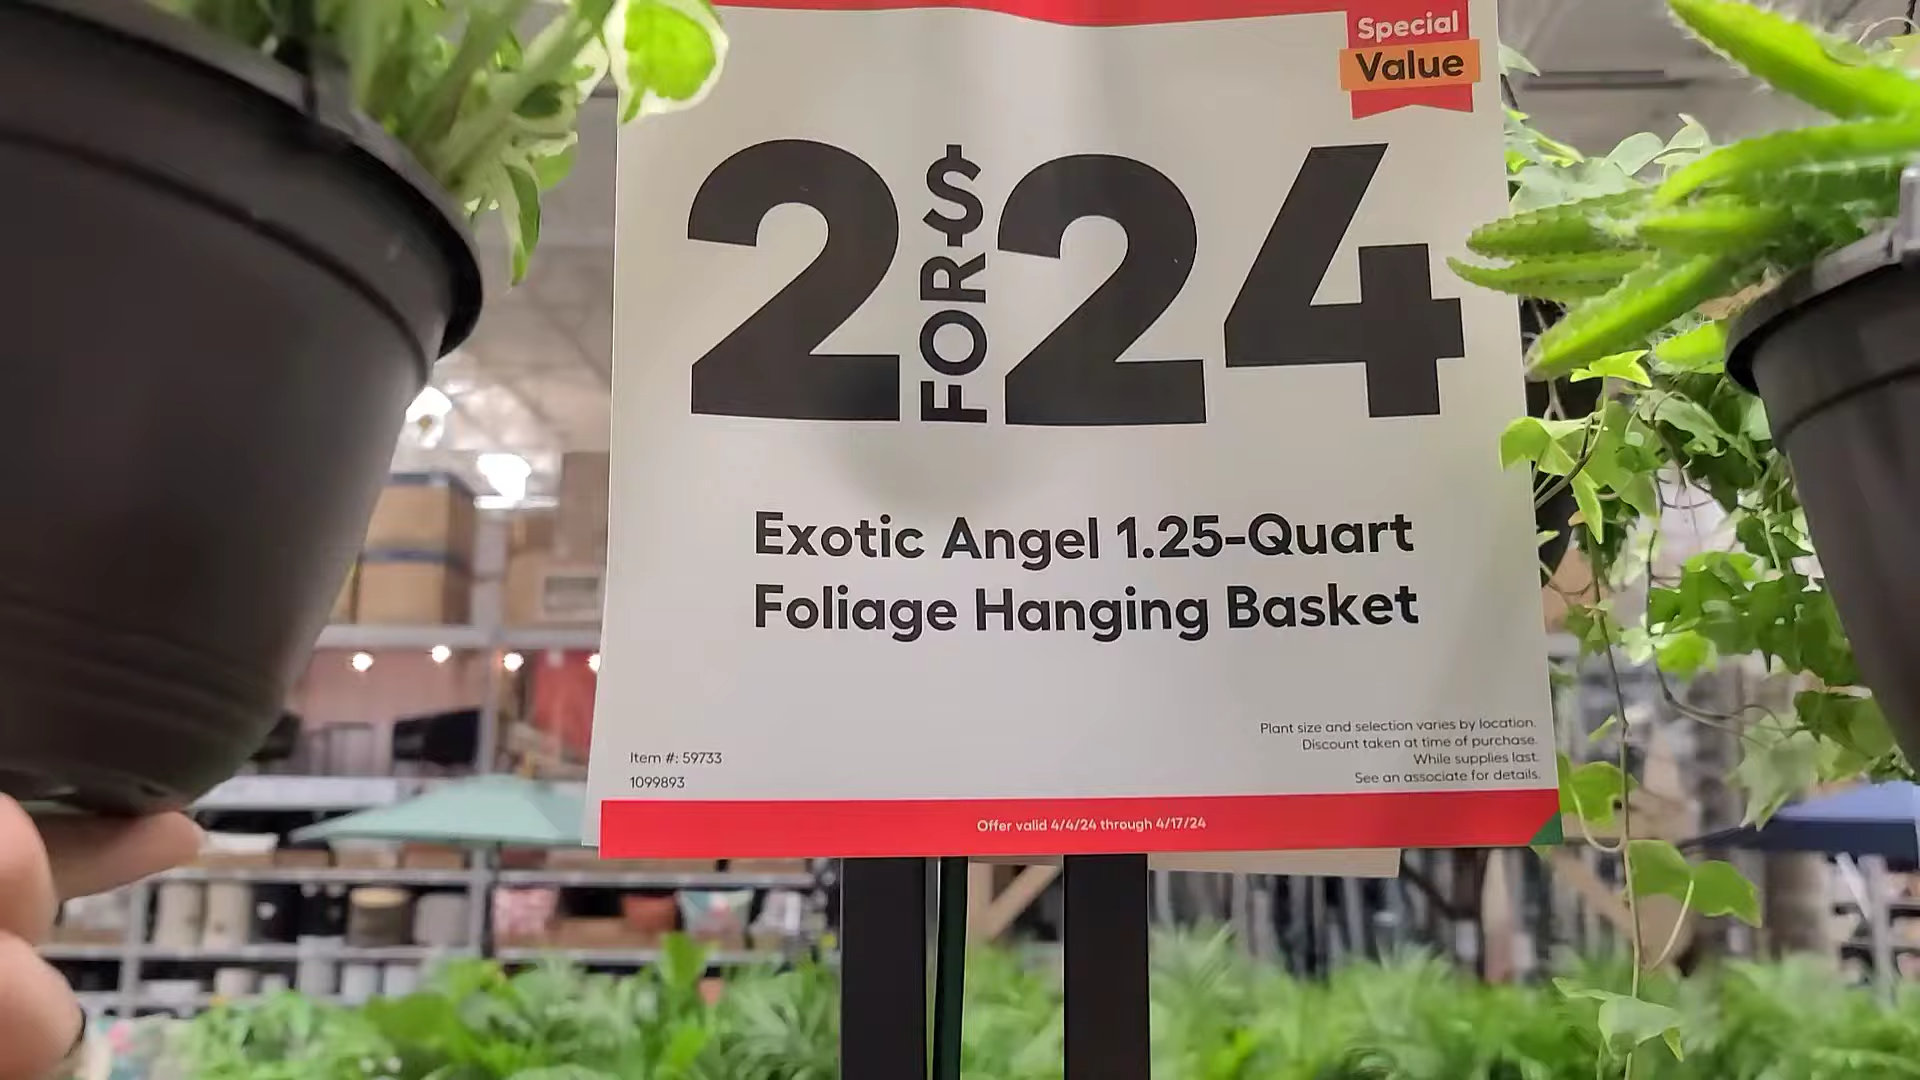 Special
Value
2 FOR $ 24
Exotic Angel 1.25-Quart
Foliage Hanging Basket
Plant size and selection varies by location.
Discount taken at time of purchase.
While supplies last.
See an associate for details.
Item #: 59733
1099893
Offer valid 4/4/24 through 4/17/24